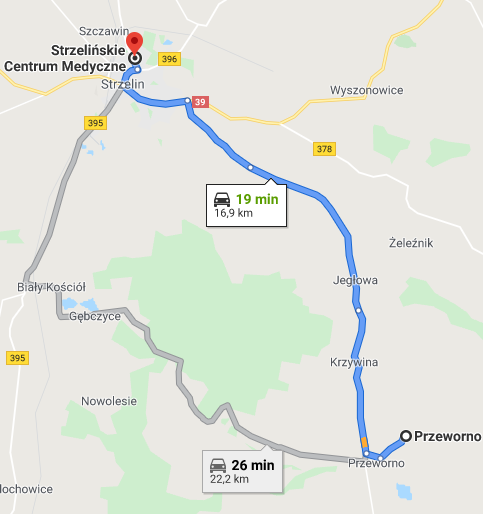 Szczawin
Strzelińskie
Centrum Medyczne
396
Strzelin
Wyszonowice
39
395
378
19 min
16,9 km
Żeleźnik
Jegłowa
Biały Kościół
Gębczyce
395
Krzywina
Nowolesie
Przeworno
26 min
22,2 km
Przeworno
łochowice